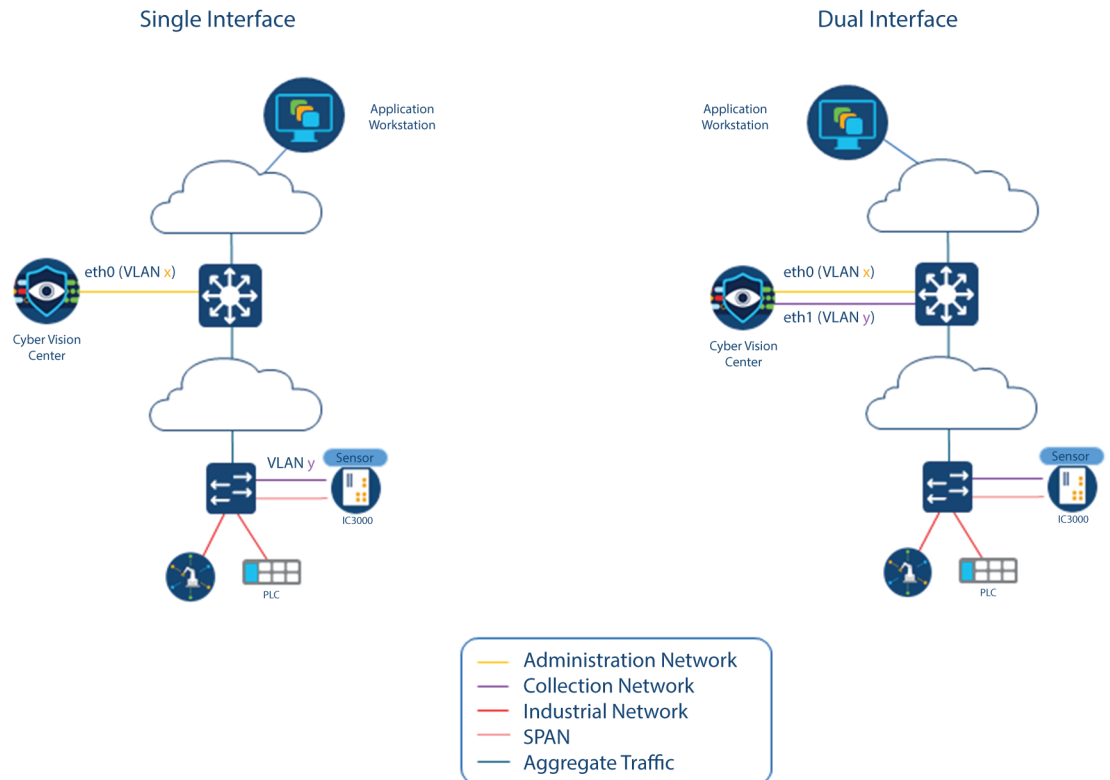 Single Interface
Application
Workstation
eth0 (VLAN x)
Cyber Vision
Center
VLAN y
Sensor
IC3000
PLC
Dual Interface
Application
Workstation
eth0 (VLAN x)
eth1 (VLAN y)
Cyber Vision
Center
Sensor
IC3000
PLC
Administration Network
Collection Network
Industrial Network
SPAN
Aggregate Traffic